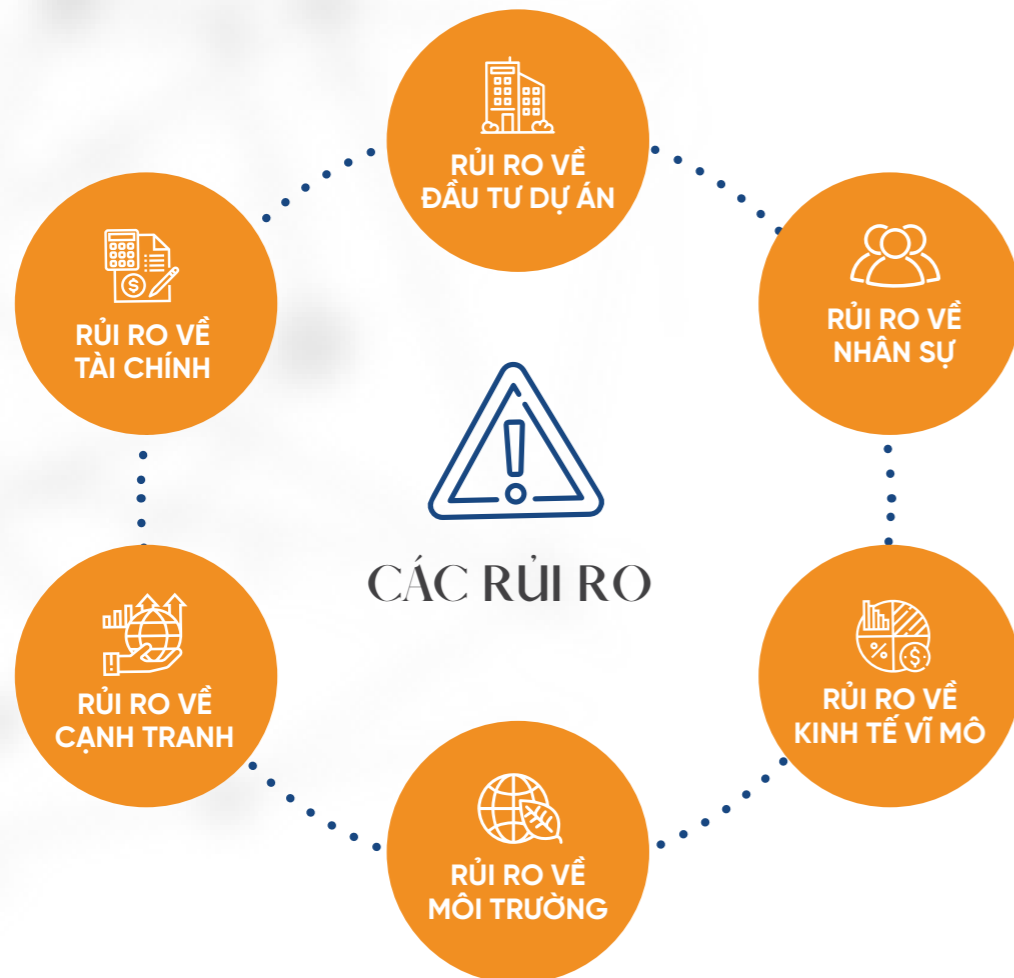 RỦI RO VỀ
ĐẦU TƯ DỰ ÁN
RỦI RO VỀ
NHÂN SỰ
RỦI RO VỀ
KINH TẾ VĨ MÔ
RỦI RO VỀ
MÔI TRƯỜNG
RỦI RO VỀ
CẠNH TRANH
RỦI RO VỀ
TÀI CHÍNH
CÁC RỦI RO